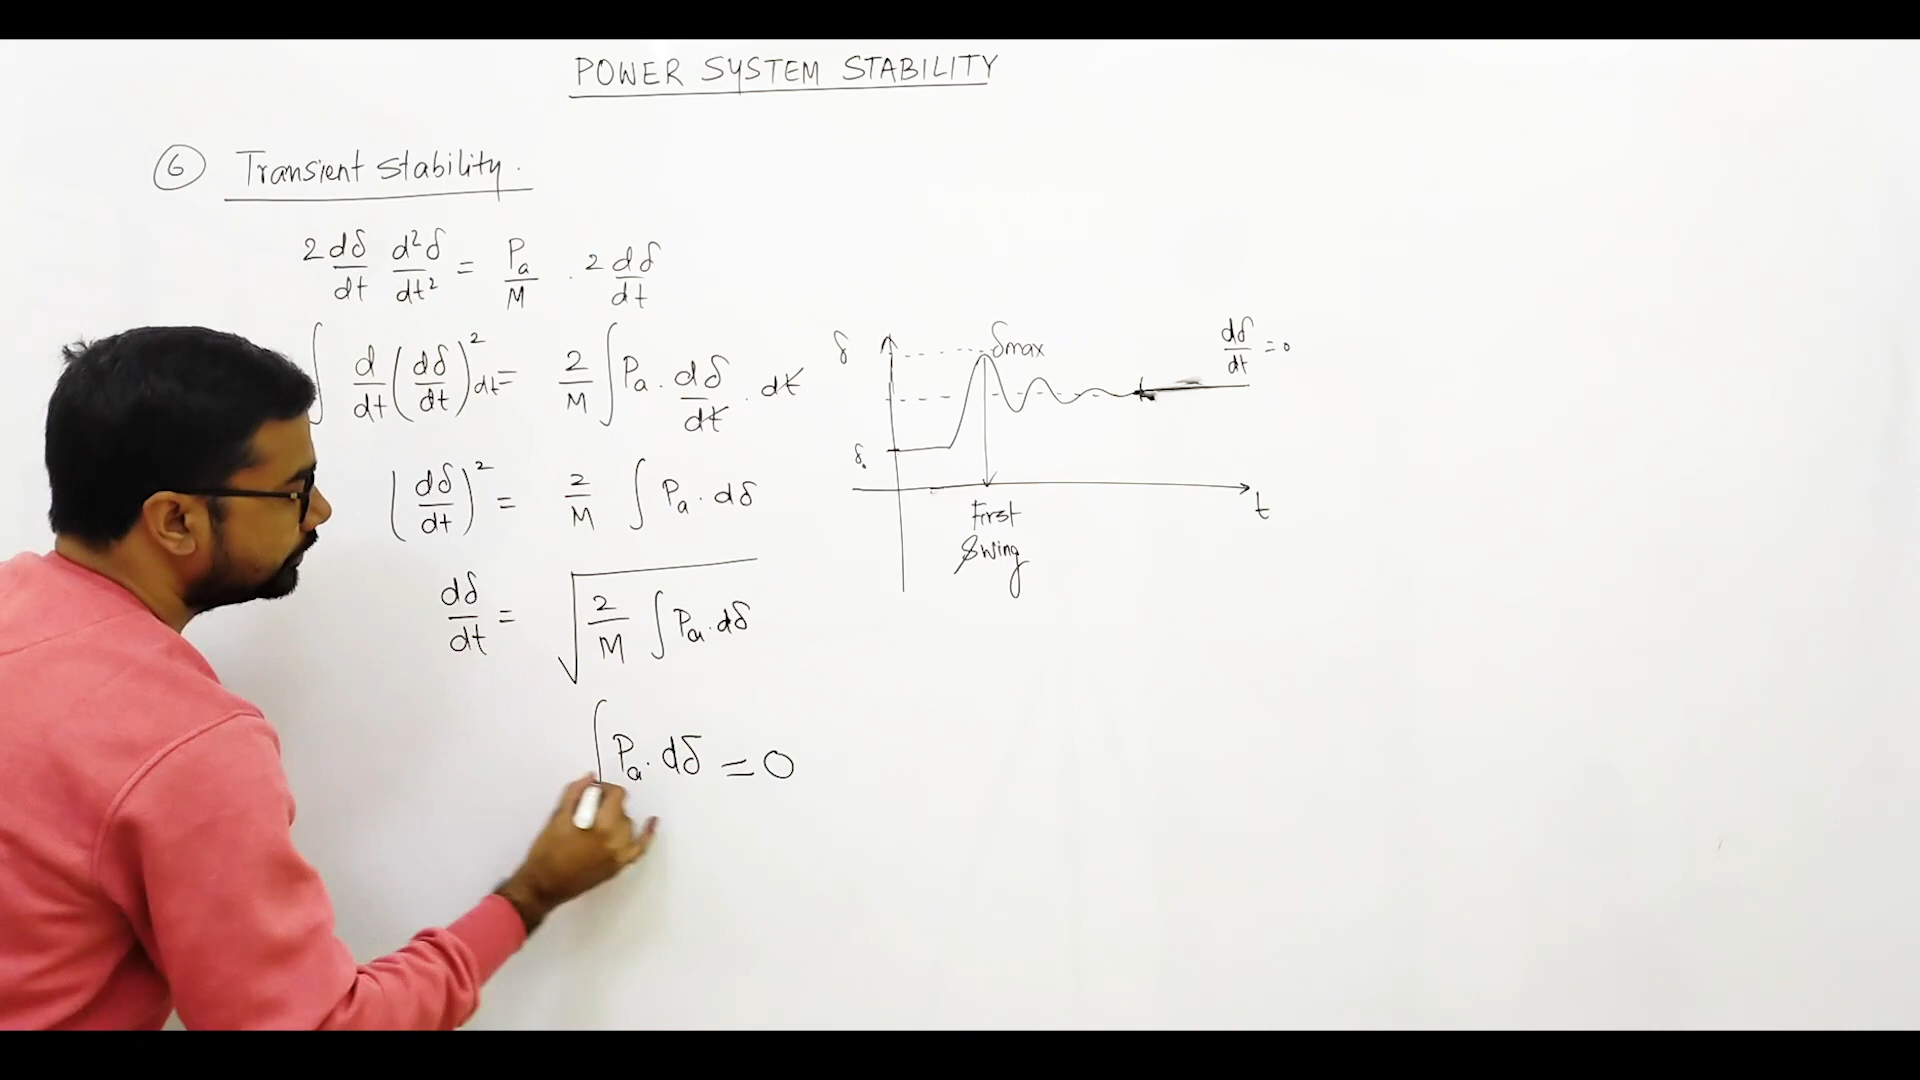 POWER SYSTEM STABILITY
⑥ Transient stability.
2 dδ/dt d²δ/dt² = Pa/M . 2 dδ/dt
∫ d/dt (dδ/dt)² dt = 2/M ∫ Pa . dδ/dt . dt
(dδ/dt)² = 2/M ∫ Pa . dδ
dδ/dt = √(2/M ∫ Pa . dδ)
∫ Pa . dδ = 0
δ
δmax
dδ/dt = 0
δ.
t
First
Swing